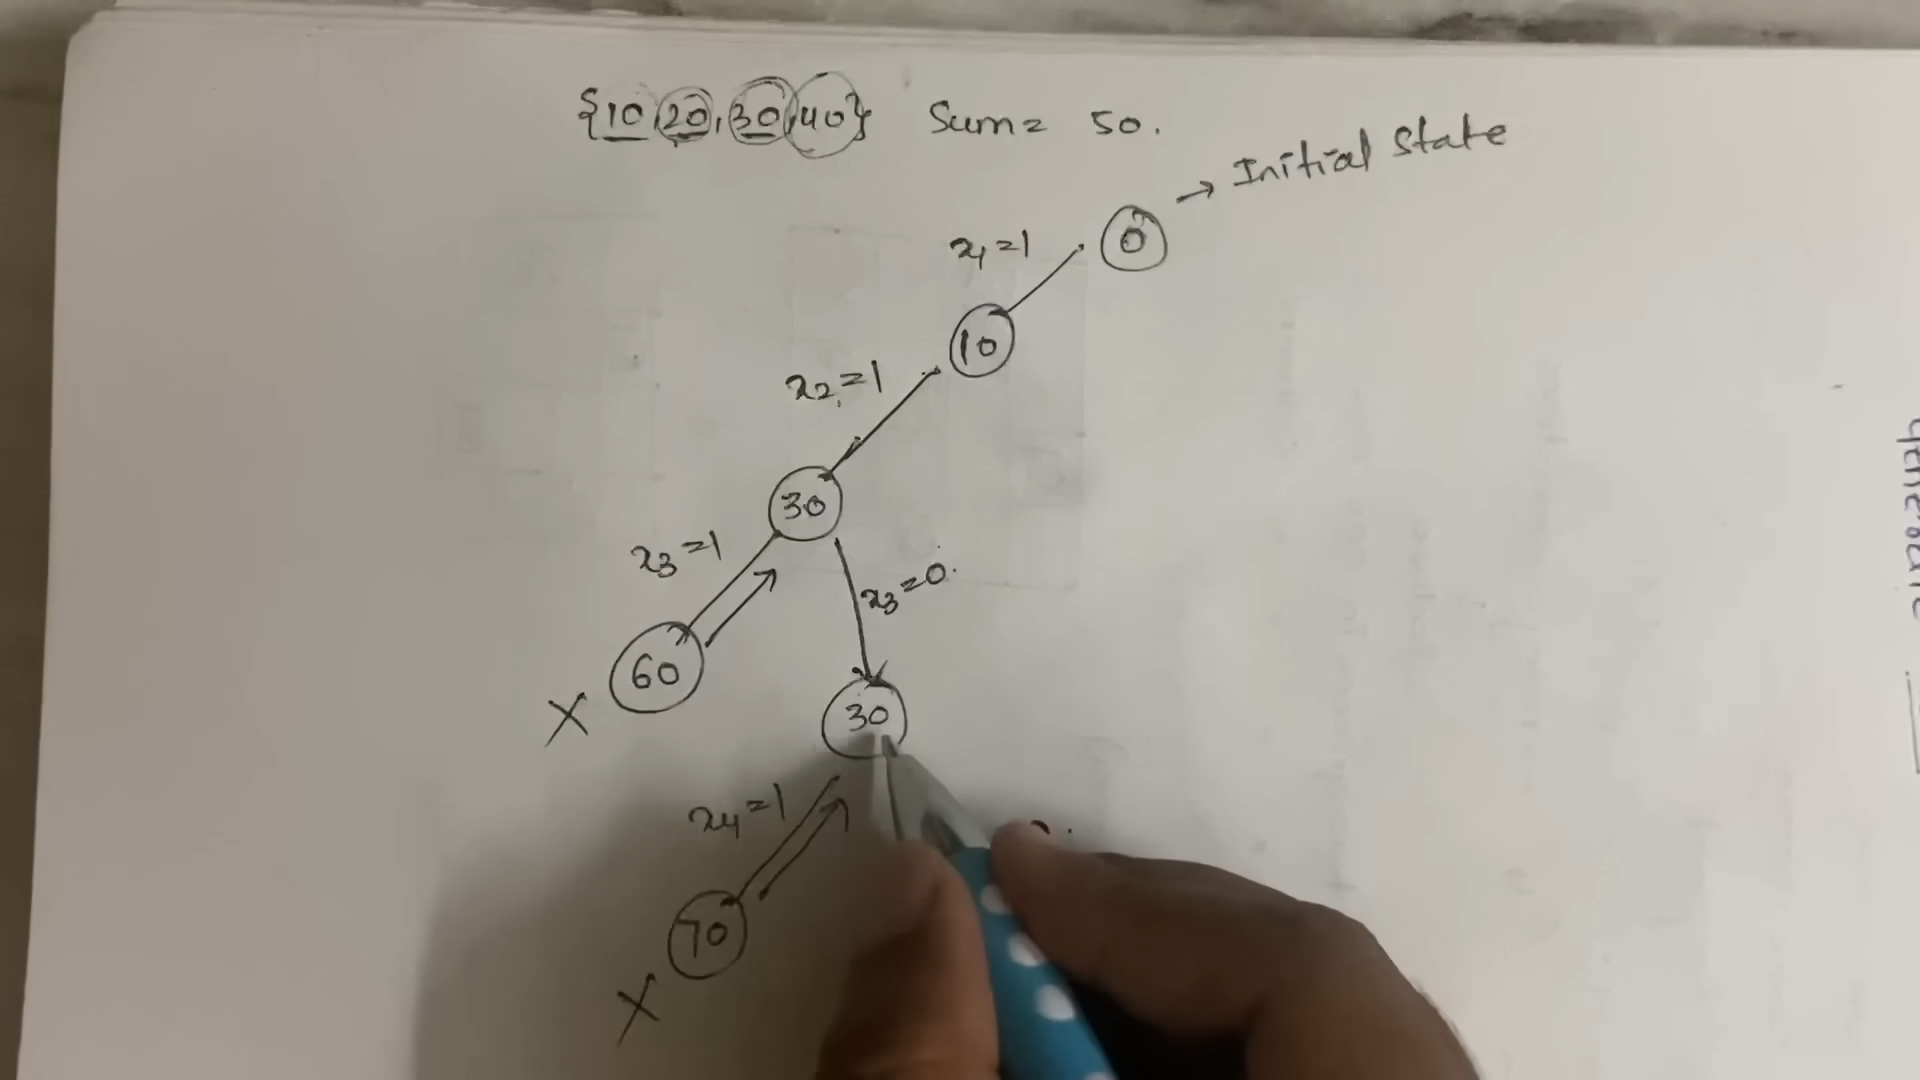 {10,20,30,40} Sum= 50.
→ Initial State
0
x1=1
10
x2=1
30
x3=1
x3=0.
60
X
30
x4=1
70
X